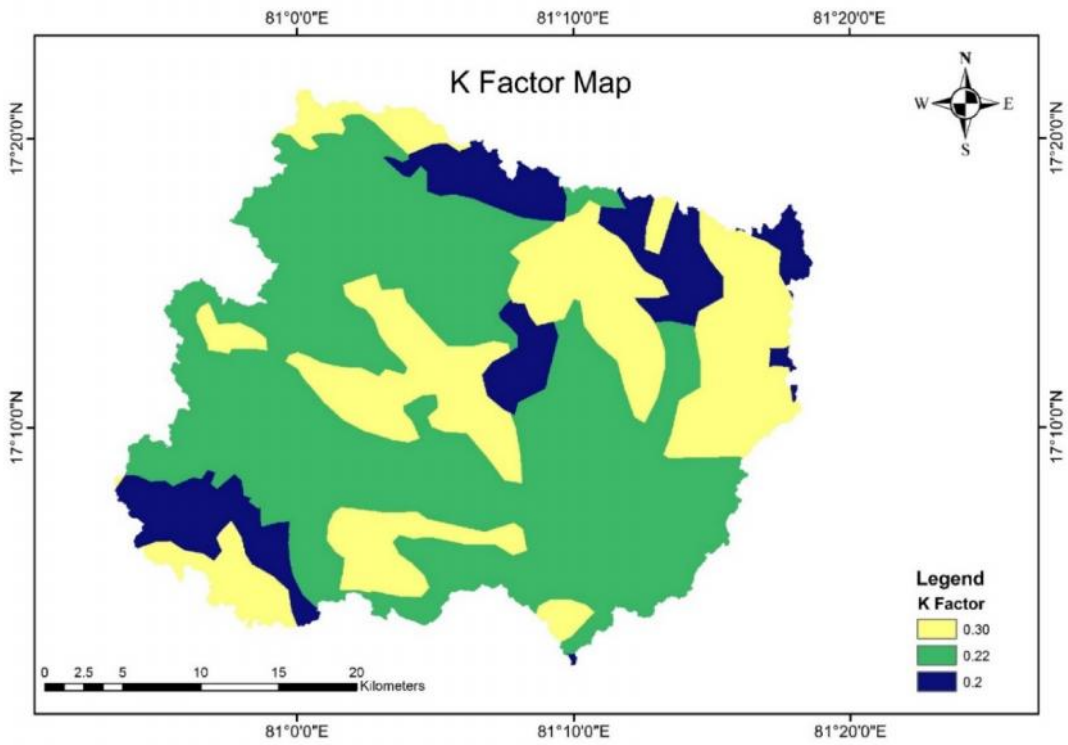 81°0'0"E 81°10'0"E 81°20'0"E
K Factor Map
N
W E
S
17°20'0"N 17°20'0"N
17°10'0"N 17°10'0"N
Legend
K Factor
0.30
0.22
0.2
0 2.5 5 10 15 20
Kilometers
81°0'0"E 81°10'0"E 81°20'0"E